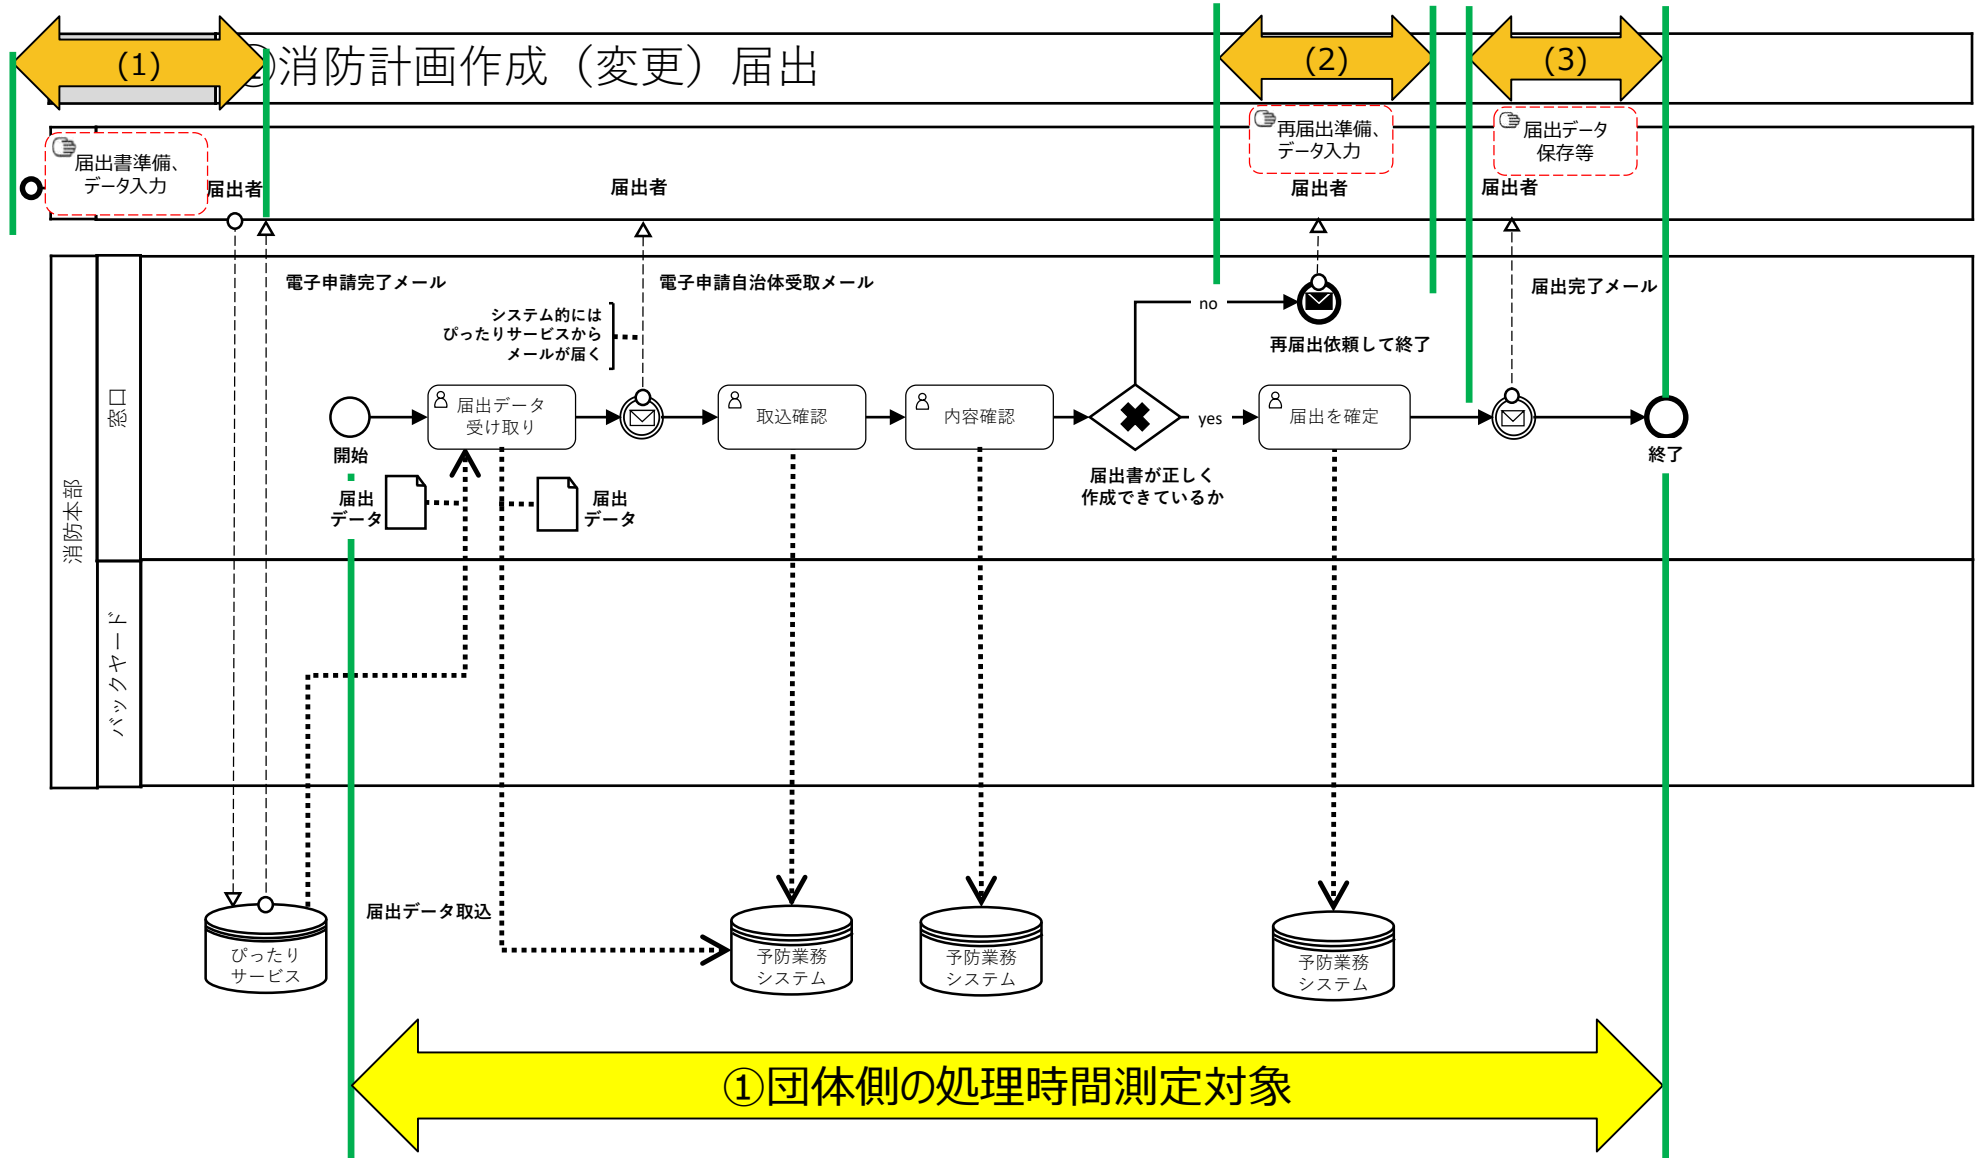 (1)
消防計画作成（変更）届出
(2)
(3)
届出書準備、
データ入力
届出者
届出者
再届出準備、
データ入力
届出者
届出データ
保存等
届出者
電子申請完了メール
電子申請自治体受取メール
届出完了メール
システム的には
ぴったりサービスから
メールが届く
no
再届出依頼して終了
消防本部
窓口
バックヤード
開始
届出データ
受け取り
取込確認
内容確認
yes
届出を確定
終了
届出書が正しく
作成できているか
届出
データ
届出
データ
届出データ取込
ぴったり
サービス
予防業務
システム
予防業務
システム
予防業務
システム
①団体側の処理時間測定対象